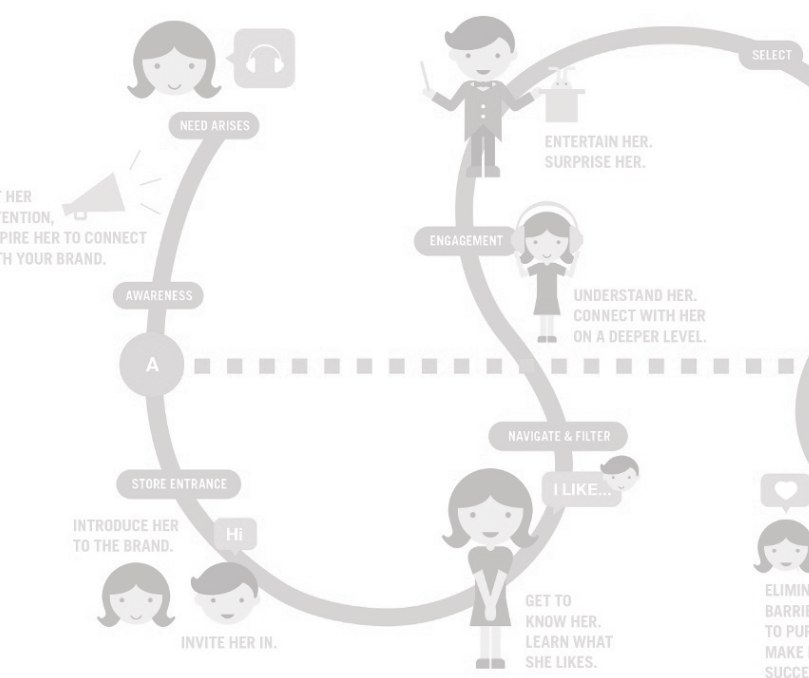 NEED ARISES
HER
PIRE HER TO CONNECT
YOUR BRAND.
AWARENESS
A
STORE ENTRANCE
INTRODUCE HER
TO THE BRAND.
Hi
INVITE HER IN.
SELECT
ENTERTAIN HER.
SURPRISE HER.
ENGAGEMENT
UNDERSTAND HER.
CONNECT WITH HER
ON A DEEPER LEVEL.
NAVIGATE & FILTER
I LIKE...
GET TO
KNOW HER.
LEARN WHAT
SHE LIKES.
ELIMIN
BARRIE
TO PUR
MAKE
SUCCE